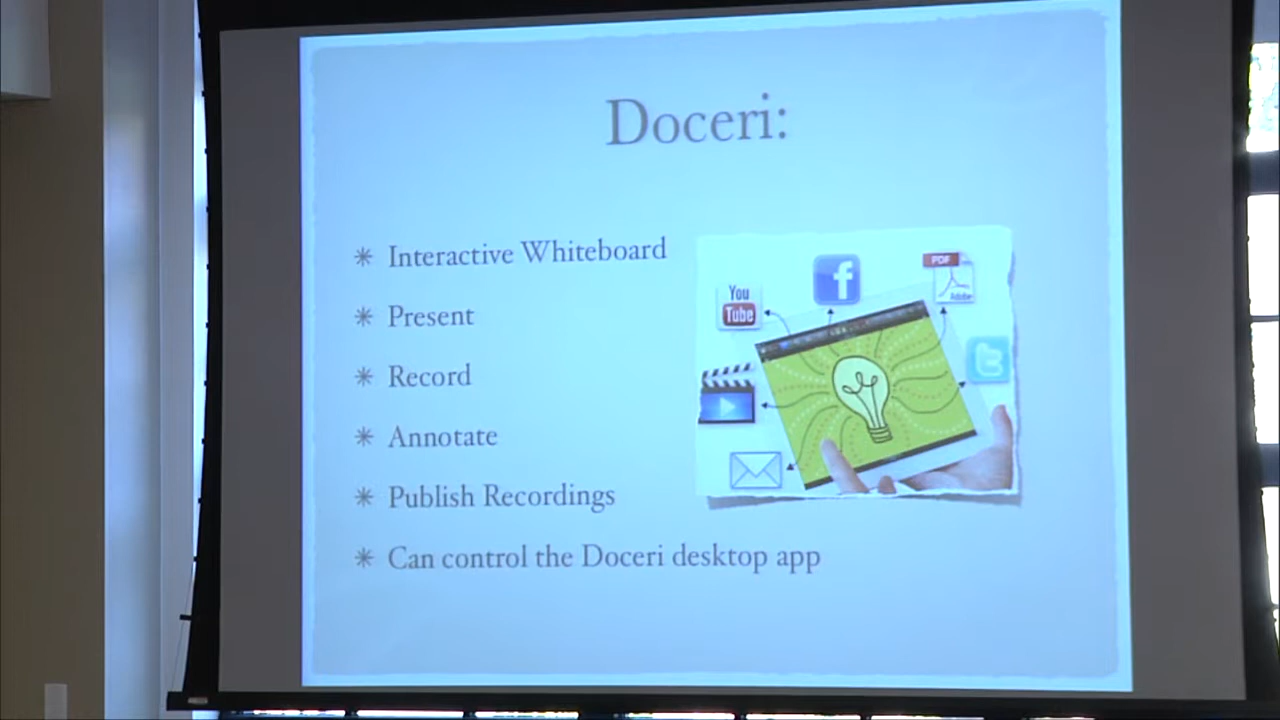 Doceri:
Interactive Whiteboard
Present
Record
Annotate
Publish Recordings
Can control the Doceri desktop app
You
Tube
f
PDF
Adobe
t